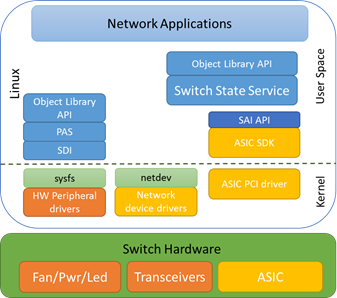 Network Applications
Linux
User Space
Object Library API
Switch State Service
Object Library
API
PAS
SDI
SAI API
ASIC SDK
sysfs
HW Peripheral
drivers
netdev
Network
device drivers
ASIC PCI driver
Kernel
Switch Hardware
Fan/Pwr/Led
Transceivers
ASIC